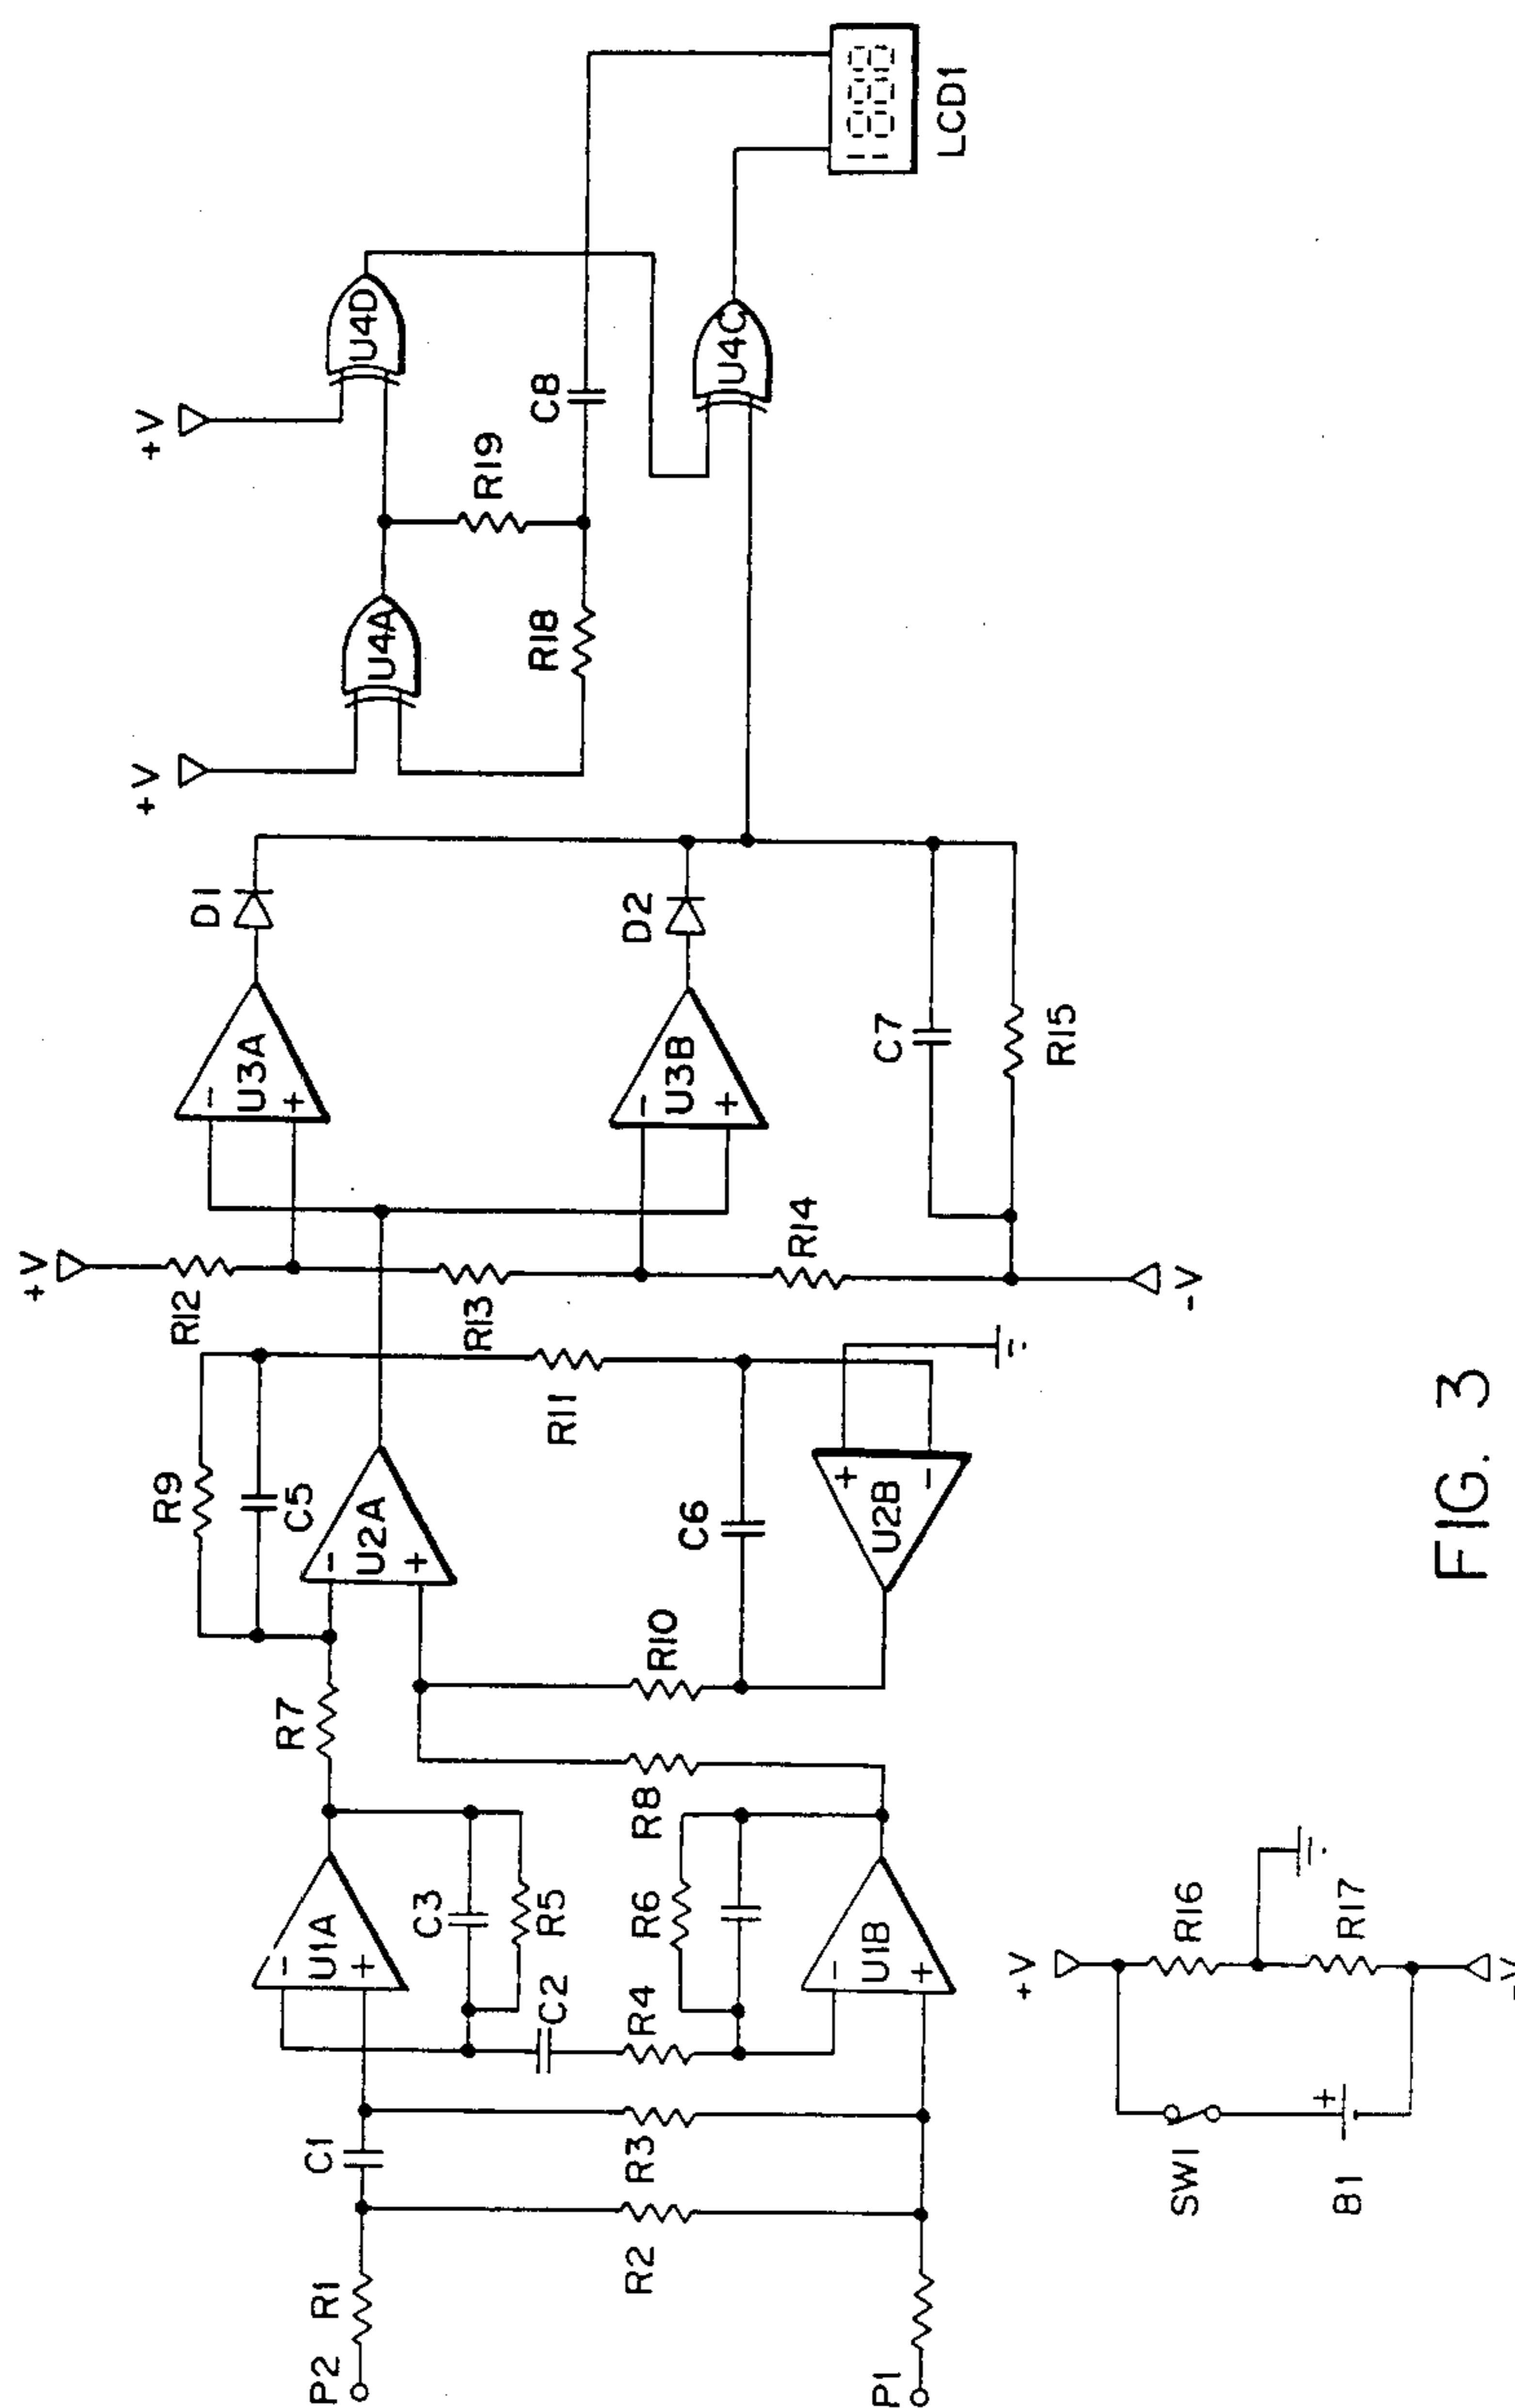 P2
R1
C1
R2
R3
P1
C2
R4
-
+
U1A
C3
R5
R6
-
+
U1B
R7
R8
R9
C5
-
+
U2A
R10
C6
R11
+
-
U2B
+V
R12
R13
R14
-V
-
+
U3A
-
+
U3B
D1
D2
C7
R15
+V
U4A
R18
R19
+V
U4D
C8
U4C
LCD1
SW1
B1
+
+V
R16
R17
-V
FIG. 3